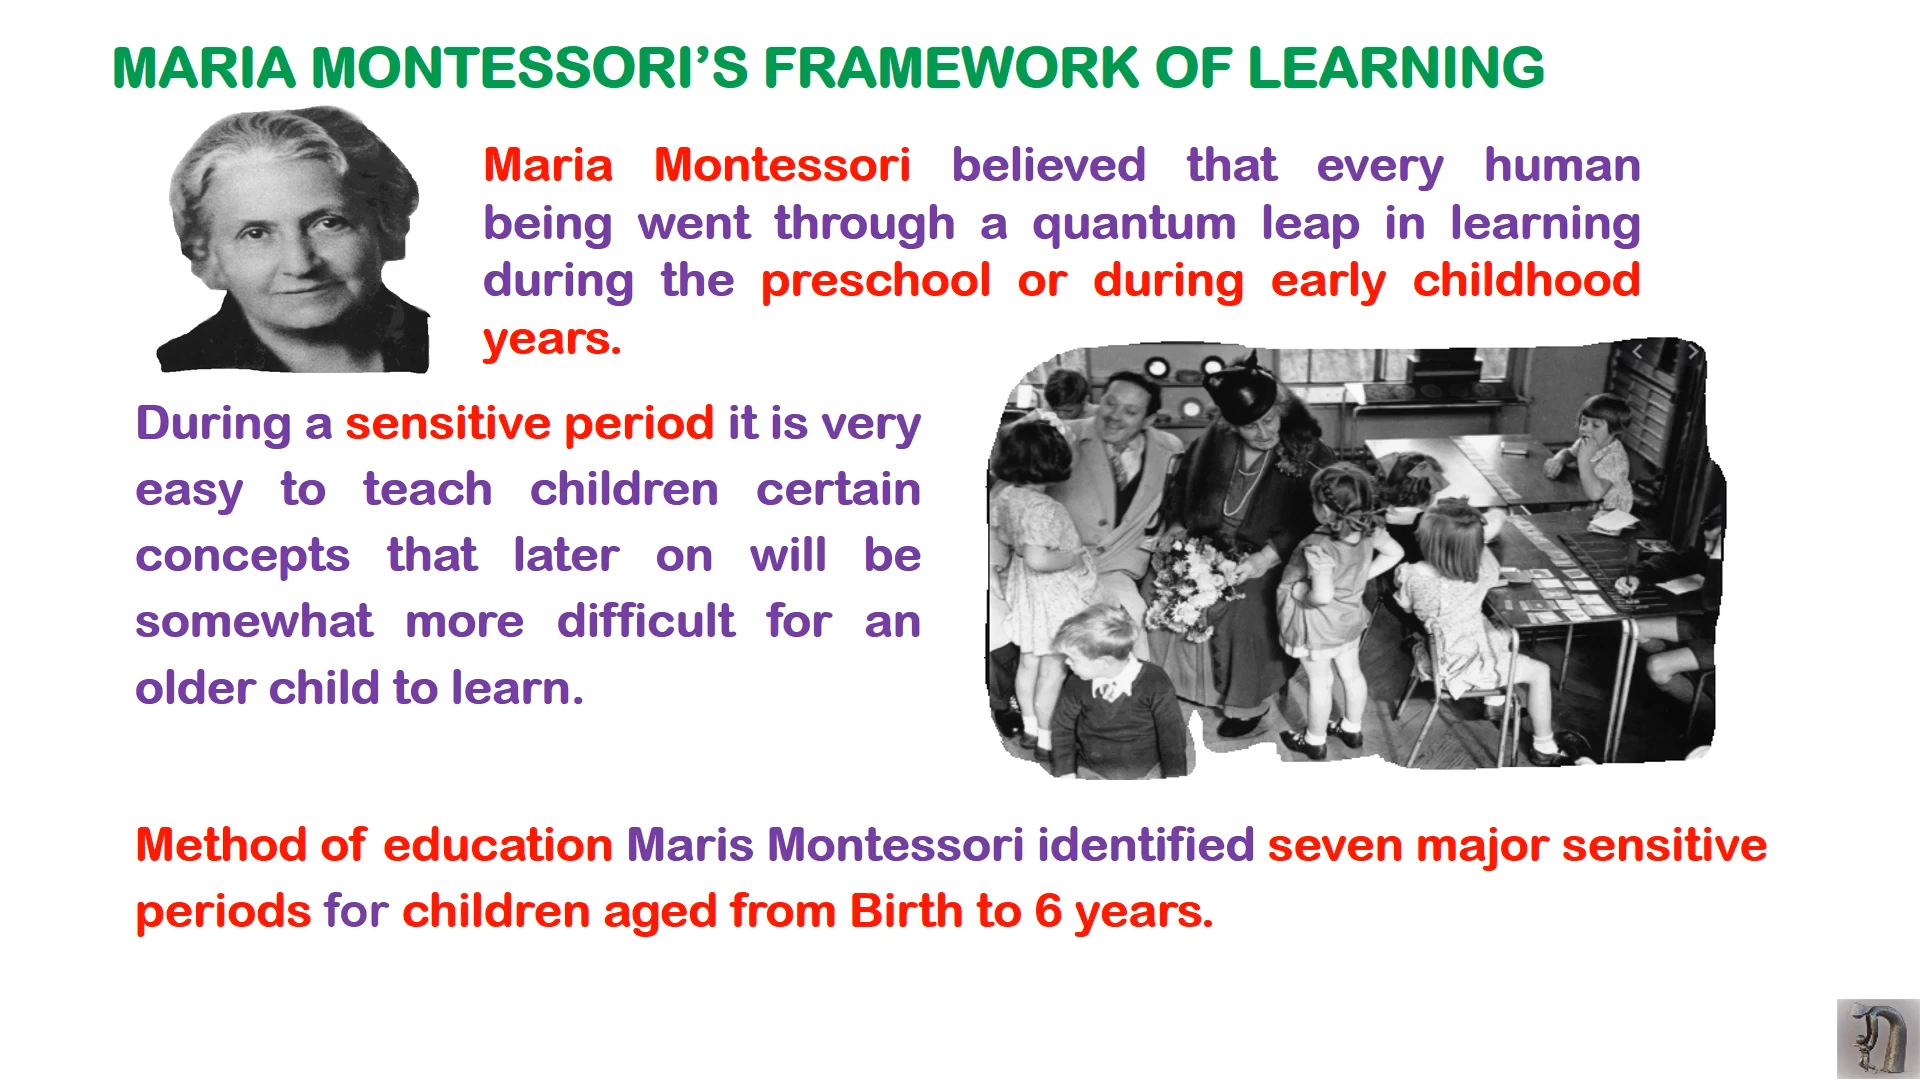 MARIA MONTESSORI’S FRAMEWORK OF LEARNING
Maria Montessori believed that every human
being went through a quantum leap in learning
during the preschool or during early childhood
years.
During a sensitive period it is very
easy to teach children certain
concepts that later on will be
somewhat more difficult for an
older child to learn.
Method of education Maris Montessori identified seven major sensitive
periods for children aged from Birth to 6 years.